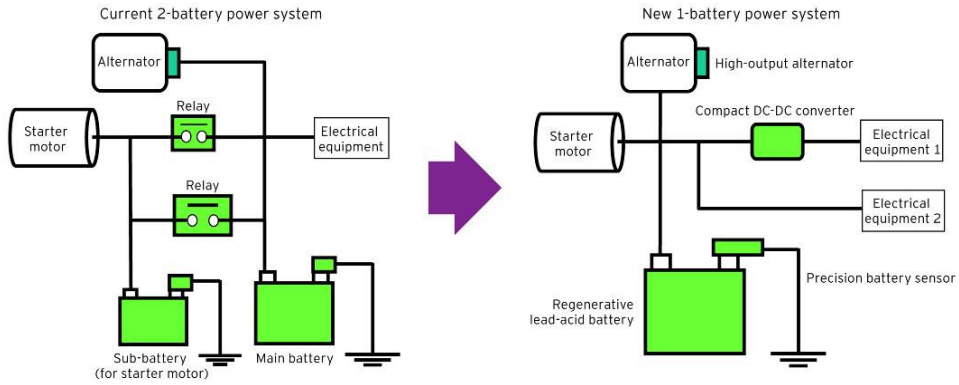 Current 2-battery power system
Alternator
Relay
Starter
motor
Electrical
equipment
Relay
Sub-battery
(for starter motor)
Main battery
New 1-battery power system
Alternator
High-output alternator
Compact DC-DC converter
Starter
motor
Electrical
equipment 1
Electrical
equipment 2
Precision battery sensor
Regenerative
lead-acid battery